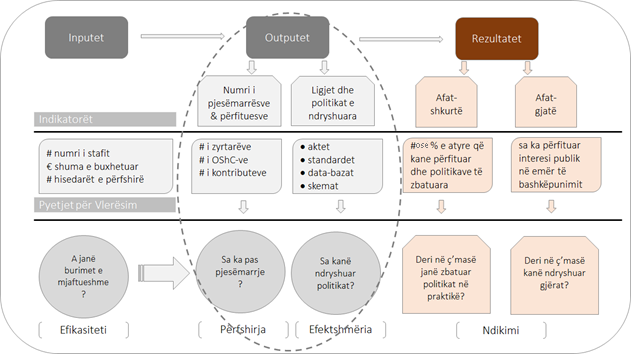 Inputet
Outputet
Rezultatet
Numri i
pjesëmarrësve
& përfituesve
Ligjet dhe
politikat e
ndryshuara
Afat-
shkurtë
Afat-
gjatë
Indikatorët
# numri i stafit
€ shuma e buxhetuar
# hisedarët e përfshirë
# i zyrtarëve
# i OShC-ve
# i kontributeve
• aktet
• standardet
• data-bazat
• skemat
#ose % e atyre që
kane përfituar
dhe politikave të
zbatuara
sa ka përfituar
interesi publik
në emër të
bashkëpunimit
Pyetjet për Vlerësim
A janë
burimet e
mjaftueshme
?
Sa ka pas
pjesëmarrje
?
Sa kanë
ndryshuar
politikat?
Deri në ç’masë
janë zbatuar
politikat në
praktikë?
Deri në ç’masë
kanë ndryshuar
gjërat?
Efikasiteti
Përfshirja
Efektshmëria
Ndikimi